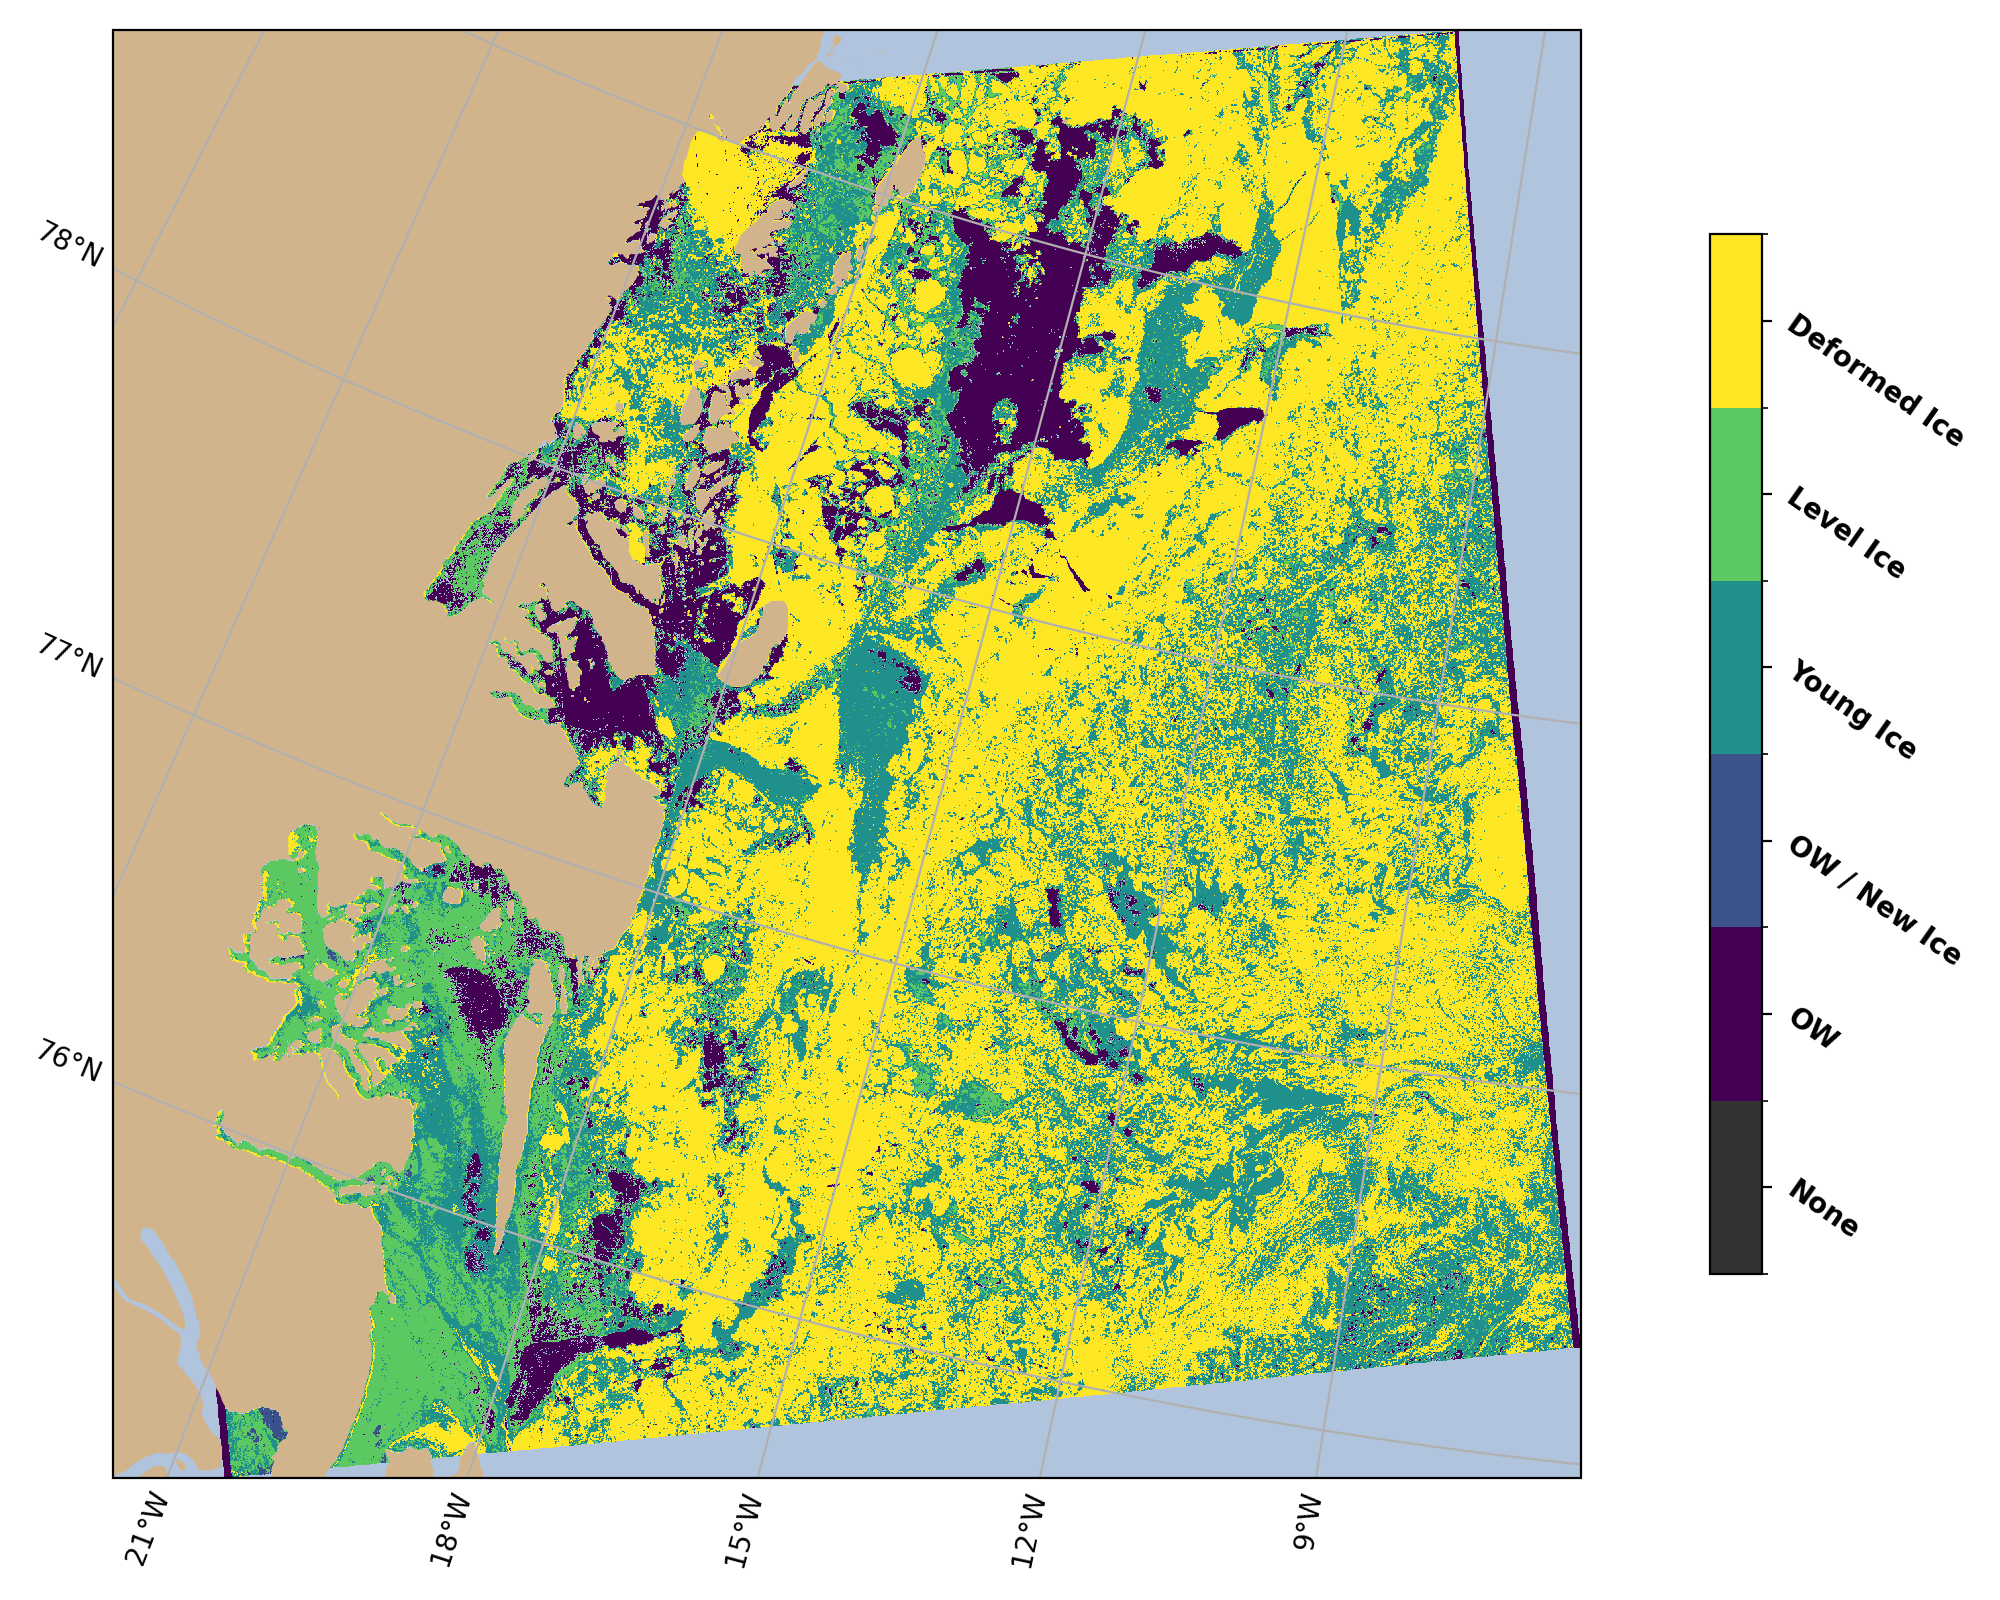 78°N
77°N
76°N
21°W
18°W
15°W
12°W
9°W
Deformed Ice
Level Ice
Young Ice
OW / New Ice
OW
None